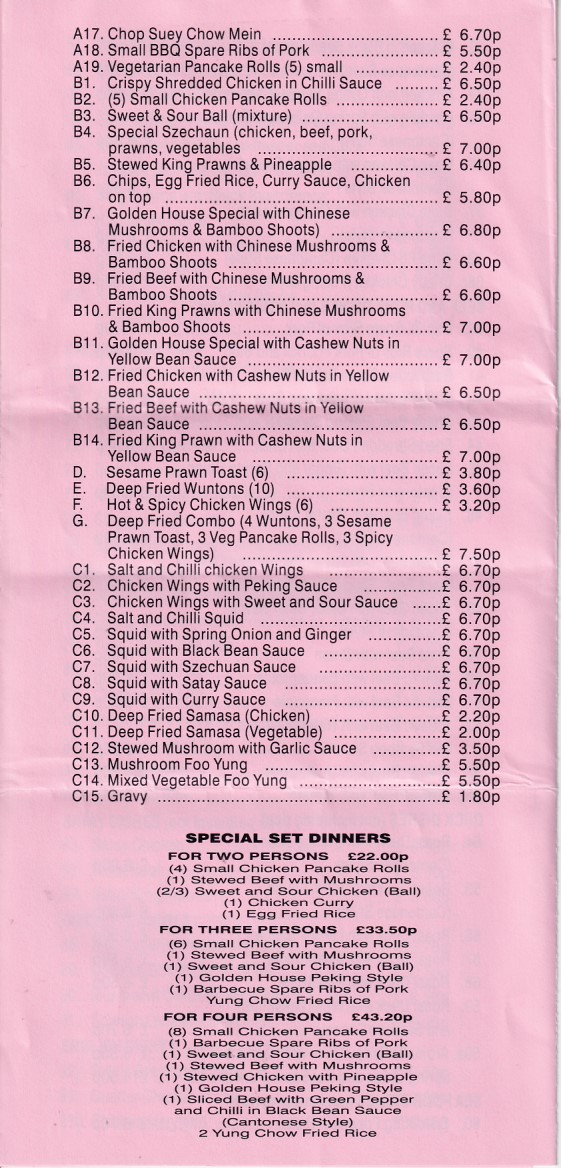 A17. Chop Suey Chow Mein ................................... £ 6.70p
A18. Small BBQ Spare Ribs of Pork .................... £ 5.50p
A19. Vegetarian Pancake Rolls (5) small ............. £ 2.40p
B1. Crispy Shredded Chicken in Chilli Sauce ........ £ 6.50p
B2. (5) Small Chicken Pancake Rolls ................ £ 2.40p
B3. Sweet & Sour Ball (mixture) ...................... £ 6.50p
B4. Special Szechaun (chicken, beef, pork,
prawns, vegetables ............................. £ 7.00p
B5. Stewed King Prawns & Pineapple ................. £ 6.40p
B6. Chips, Egg Fried Rice, Curry Sauce, Chicken
on top ............................................. £ 5.80p
B7. Golden House Special with Chinese
Mushrooms & Bamboo Shoots) ................. £ 6.80p
B8. Fried Chicken with Chinese Mushrooms &
Bamboo Shoots .................................. £ 6.60p
B9. Fried Beef with Chinese Mushrooms &
Bamboo Shoots .................................. £ 6.60p
B10. Fried King Prawns with Chinese Mushrooms
& Bamboo Shoots ................................ £ 7.00p
B11. Golden House Special with Cashew Nuts in
Yellow Bean Sauce ............................... £ 7.00p
B12. Fried Chicken with Cashew Nuts in Yellow
Bean Sauce ....................................... £ 6.50p
B13. Fried Beef with Cashew Nuts in Yellow
Bean Sauce ....................................... £ 6.50p
B14. Fried King Prawn with Cashew Nuts in
Yellow Bean Sauce .............................. £ 7.00p
D. Sesame Prawn Toast (6) ........................ £ 3.80p
E. Deep Fried Wuntons (10) .......................... £ 3.60p
F. Hot & Spicy Chicken Wings (6) .................... £ 3.20p
G. Deep Fried Combo (4 Wuntons, 3 Sesame
Prawn Toast, 3 Veg Pancake Rolls, 3 Spicy
Chicken Wings) ................................ £ 7.50p
C1. Salt and Chilli chicken Wings .................. £ 6.70p
C2. Chicken Wings with Peking Sauce ................ £ 6.70p
C3. Chicken Wings with Sweet and Sour Sauce ...... £ 6.70p
C4. Salt and Chilli Squid ............................ £ 6.70p
C5. Squid with Spring Onion and Ginger ............ £ 6.70p
C6. Squid with Black Bean Sauce .................. £ 6.70p
C7. Squid with Szechuan Sauce ..................... £ 6.70p
C8. Squid with Satay Sauce ........................ £ 6.70p
C9. Squid with Curry Sauce ........................ £ 6.70p
C10. Deep Fried Samasa (Chicken) .................... £ 2.20p
C11. Deep Fried Samasa (Vegetable) .................. £ 2.00p
C12. Stewed Mushroom with Garlic Sauce ........... £ 3.50p
C13. Mushroom Foo Yung ............................. £ 5.50p
C14. Mixed Vegetable Foo Yung ........................ £ 5.50p
C15. Gravy ............................................... £ 1.80p
SPECIAL SET DINNERS
FOR TWO PERSONS £22.00p
(4) Small Chicken Pancake Rolls
(1) Stewed Beef with Mushrooms
(2/3) Sweet and Sour Chicken (Ball)
(1) Chicken Curry
(1) Egg Fried Rice
FOR THREE PERSONS £33.50p
(6) Small Chicken Pancake Rolls
(1) Stewed Beef with Mushrooms
(1) Sweet and Sour Chicken (Ball)
(1) Golden House Peking Style
(1) Barbecue Spare Ribs of Pork
Yung Chow Fried Rice
FOR FOUR PERSONS £43.20p
(8) Small Chicken Pancake Rolls
(1) Barbecue Spare Ribs of Pork
(1) Sweet and Sour Chicken (Ball)
(1) Stewed Beef with Mushrooms
(1) Stewed Chicken with Pineapple
(1) Golden House Peking Style
(1) Sliced Beef with Green Pepper
and Chilli in Black Bean Sauce
(Cantonese Style)
2 Yung Chow Fried Rice